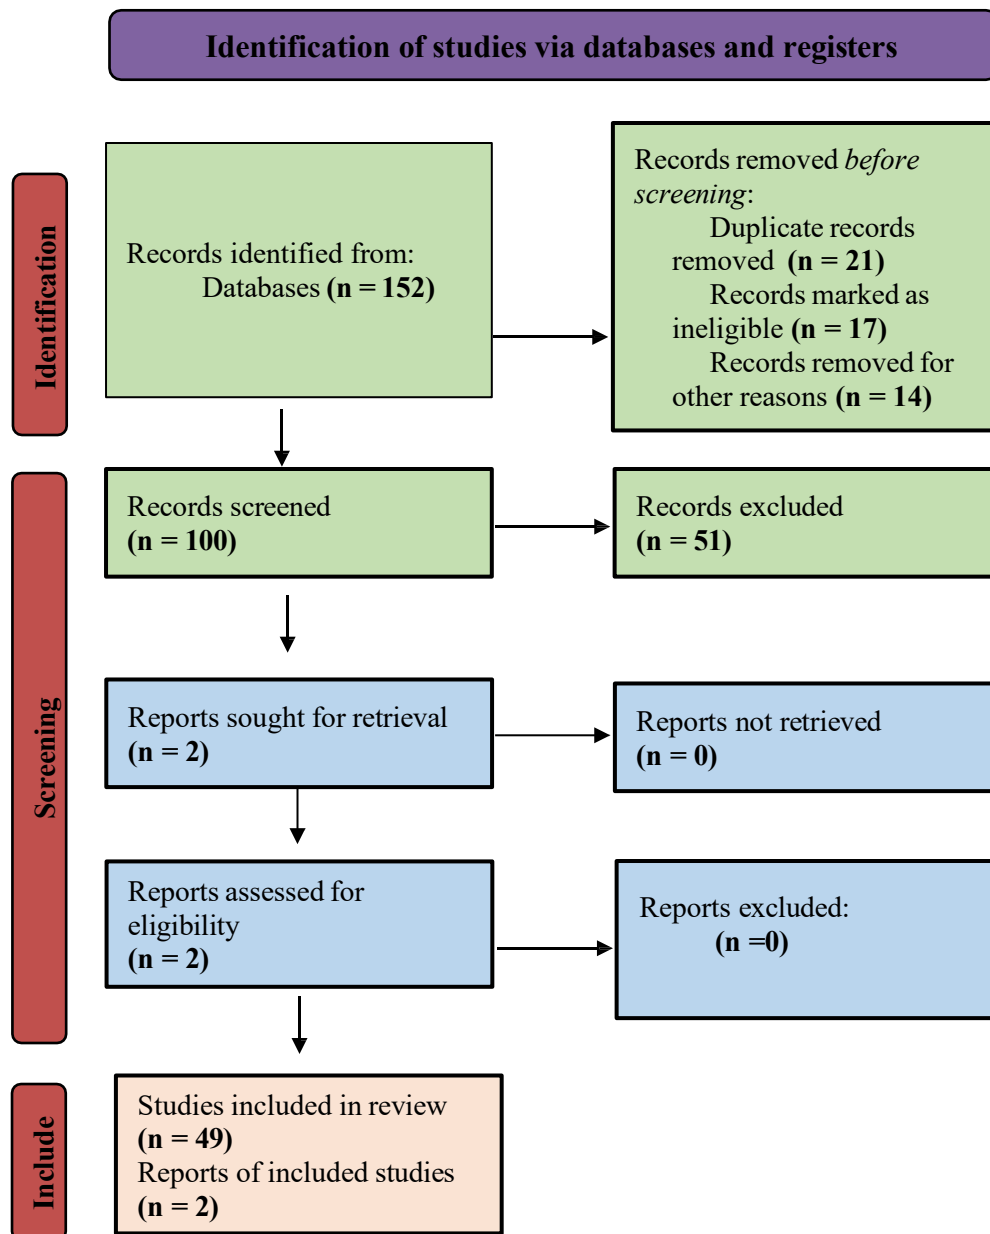 Identification of studies via databases and registers
Identification
Records identified from:
Databases (n = 152)
Records removed before
screening:
Duplicate records
removed (n = 21)
Records marked as
ineligible (n = 17)
Records removed for
other reasons (n = 14)
Screening
Records screened
(n = 100)
Records excluded
(n = 51)
Reports sought for retrieval
(n = 2)
Reports not retrieved
(n = 0)
Reports assessed for
eligibility
(n = 2)
Reports excluded:
(n =0)
Include
Studies included in review
(n = 49)
Reports of included studies
(n = 2)